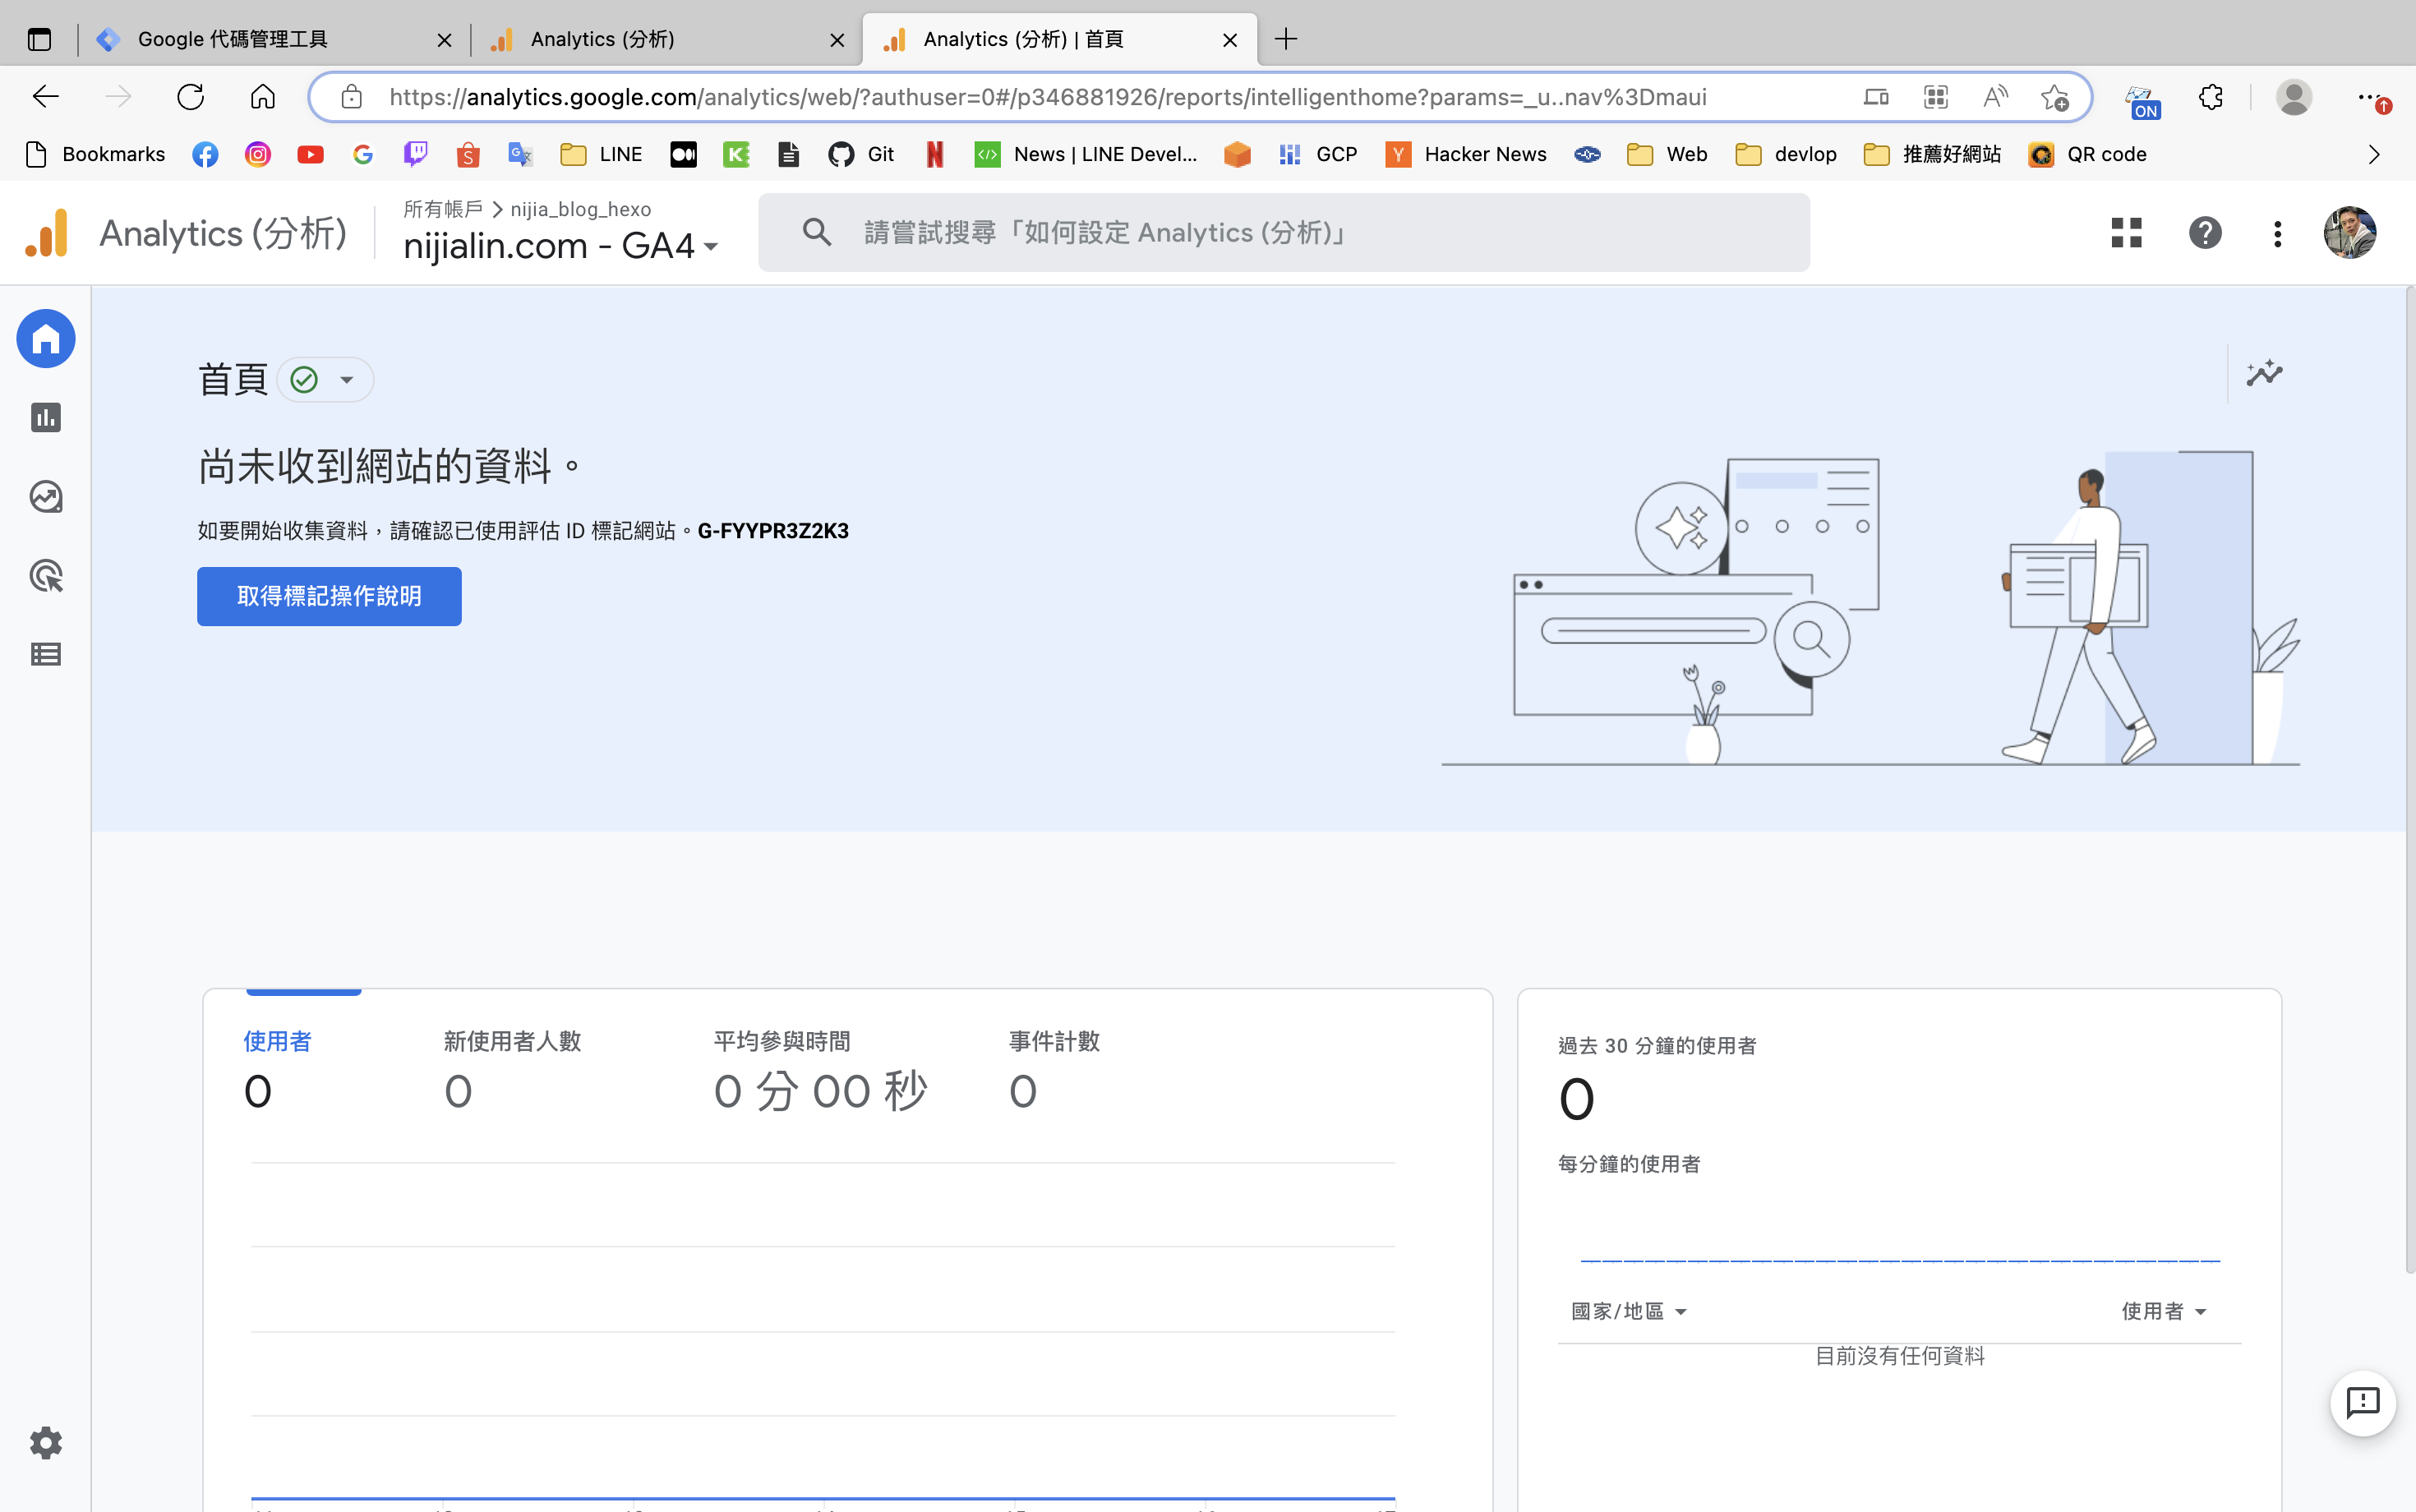 Google 代碼管理工具
Analytics (分析)
Analytics (分析) | 首頁
https://analytics.google.com/analytics/web/?authuser=0#/p346881926/reports/intelligenthome?params=_u..nav%3Dmaui
ON
Bookmarks
LINE
Git
News | LINE Devel...
GCP
Hacker News
Web
devlop
推薦好網站
QR code
Analytics (分析)
所有帳戶 > nijia_blog_hexo
nijialin.com - GA4
請嘗試搜尋「如何設定 Analytics (分析)」
首頁
尚未收到網站的資料。
如要開始收集資料，請確認已使用評估 ID 標記網站。G-FYYPR3Z2K3
取得標記操作說明
使用者
0
新使用者人數
0
平均參與時間
0 分 00 秒
事件計數
0
過去 30 分鐘的使用者
0
每分鐘的使用者
國家/地區
使用者
目前沒有任何資料